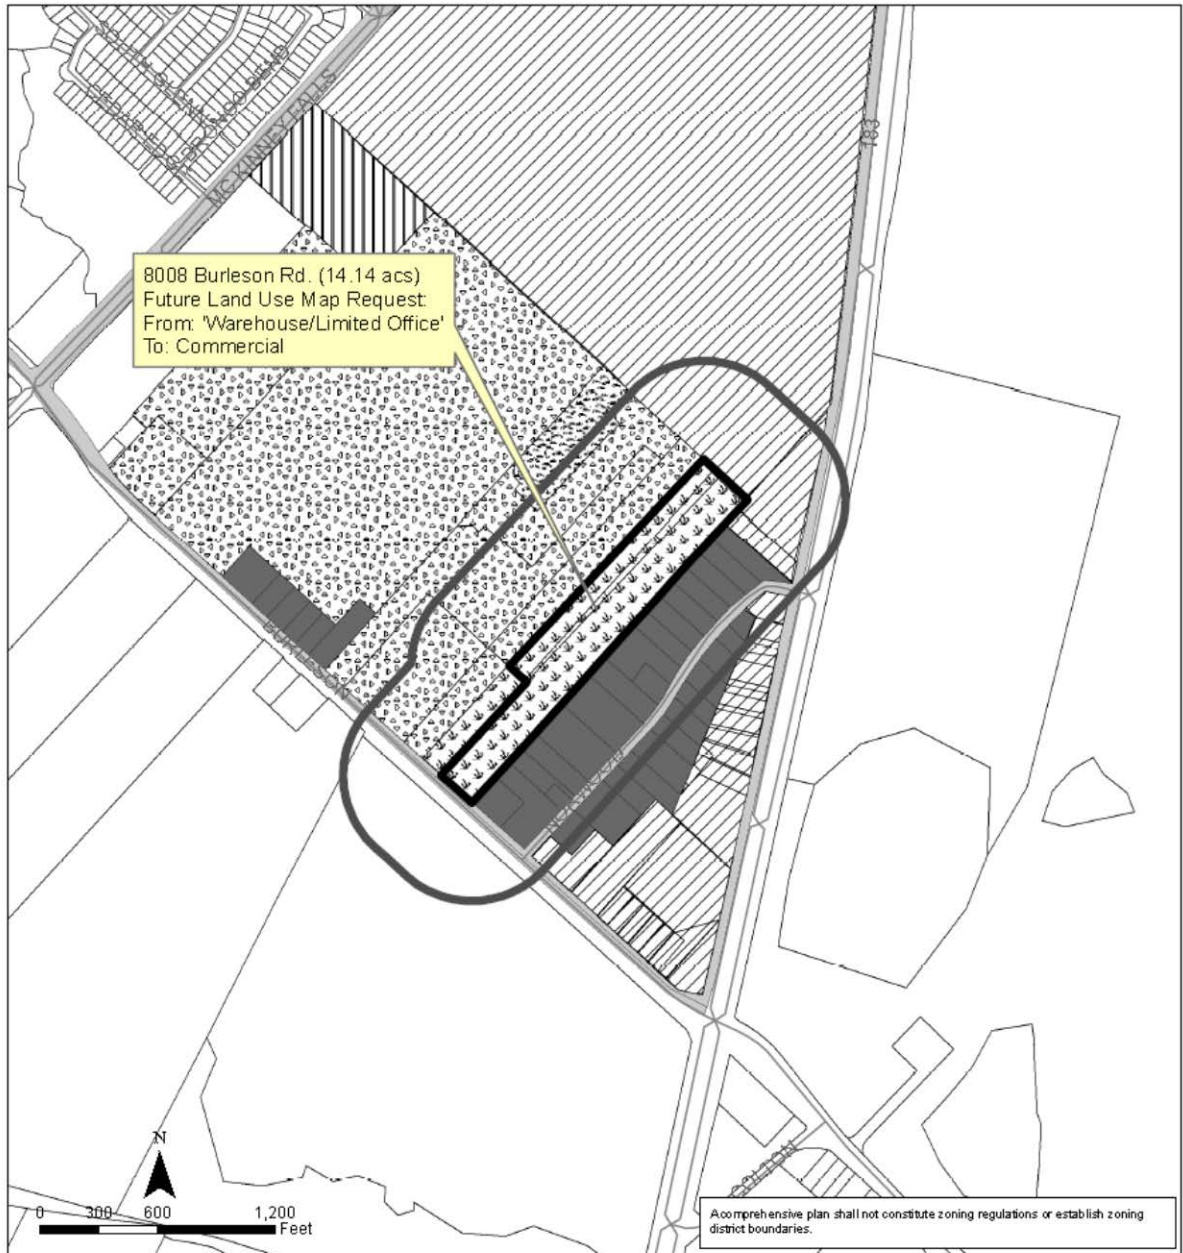 MC KINNEY FALLS
183
8008 Burleson Rd. (14.14 acs)
Future Land Use Map Request:
From: 'Warehouse/Limited Office'
To: Commercial
BURLESON
N
0 300 600 1,200
Feet
Acomprehensive plan shall not constitute zoning regulations or establish zoning
district boundaries.